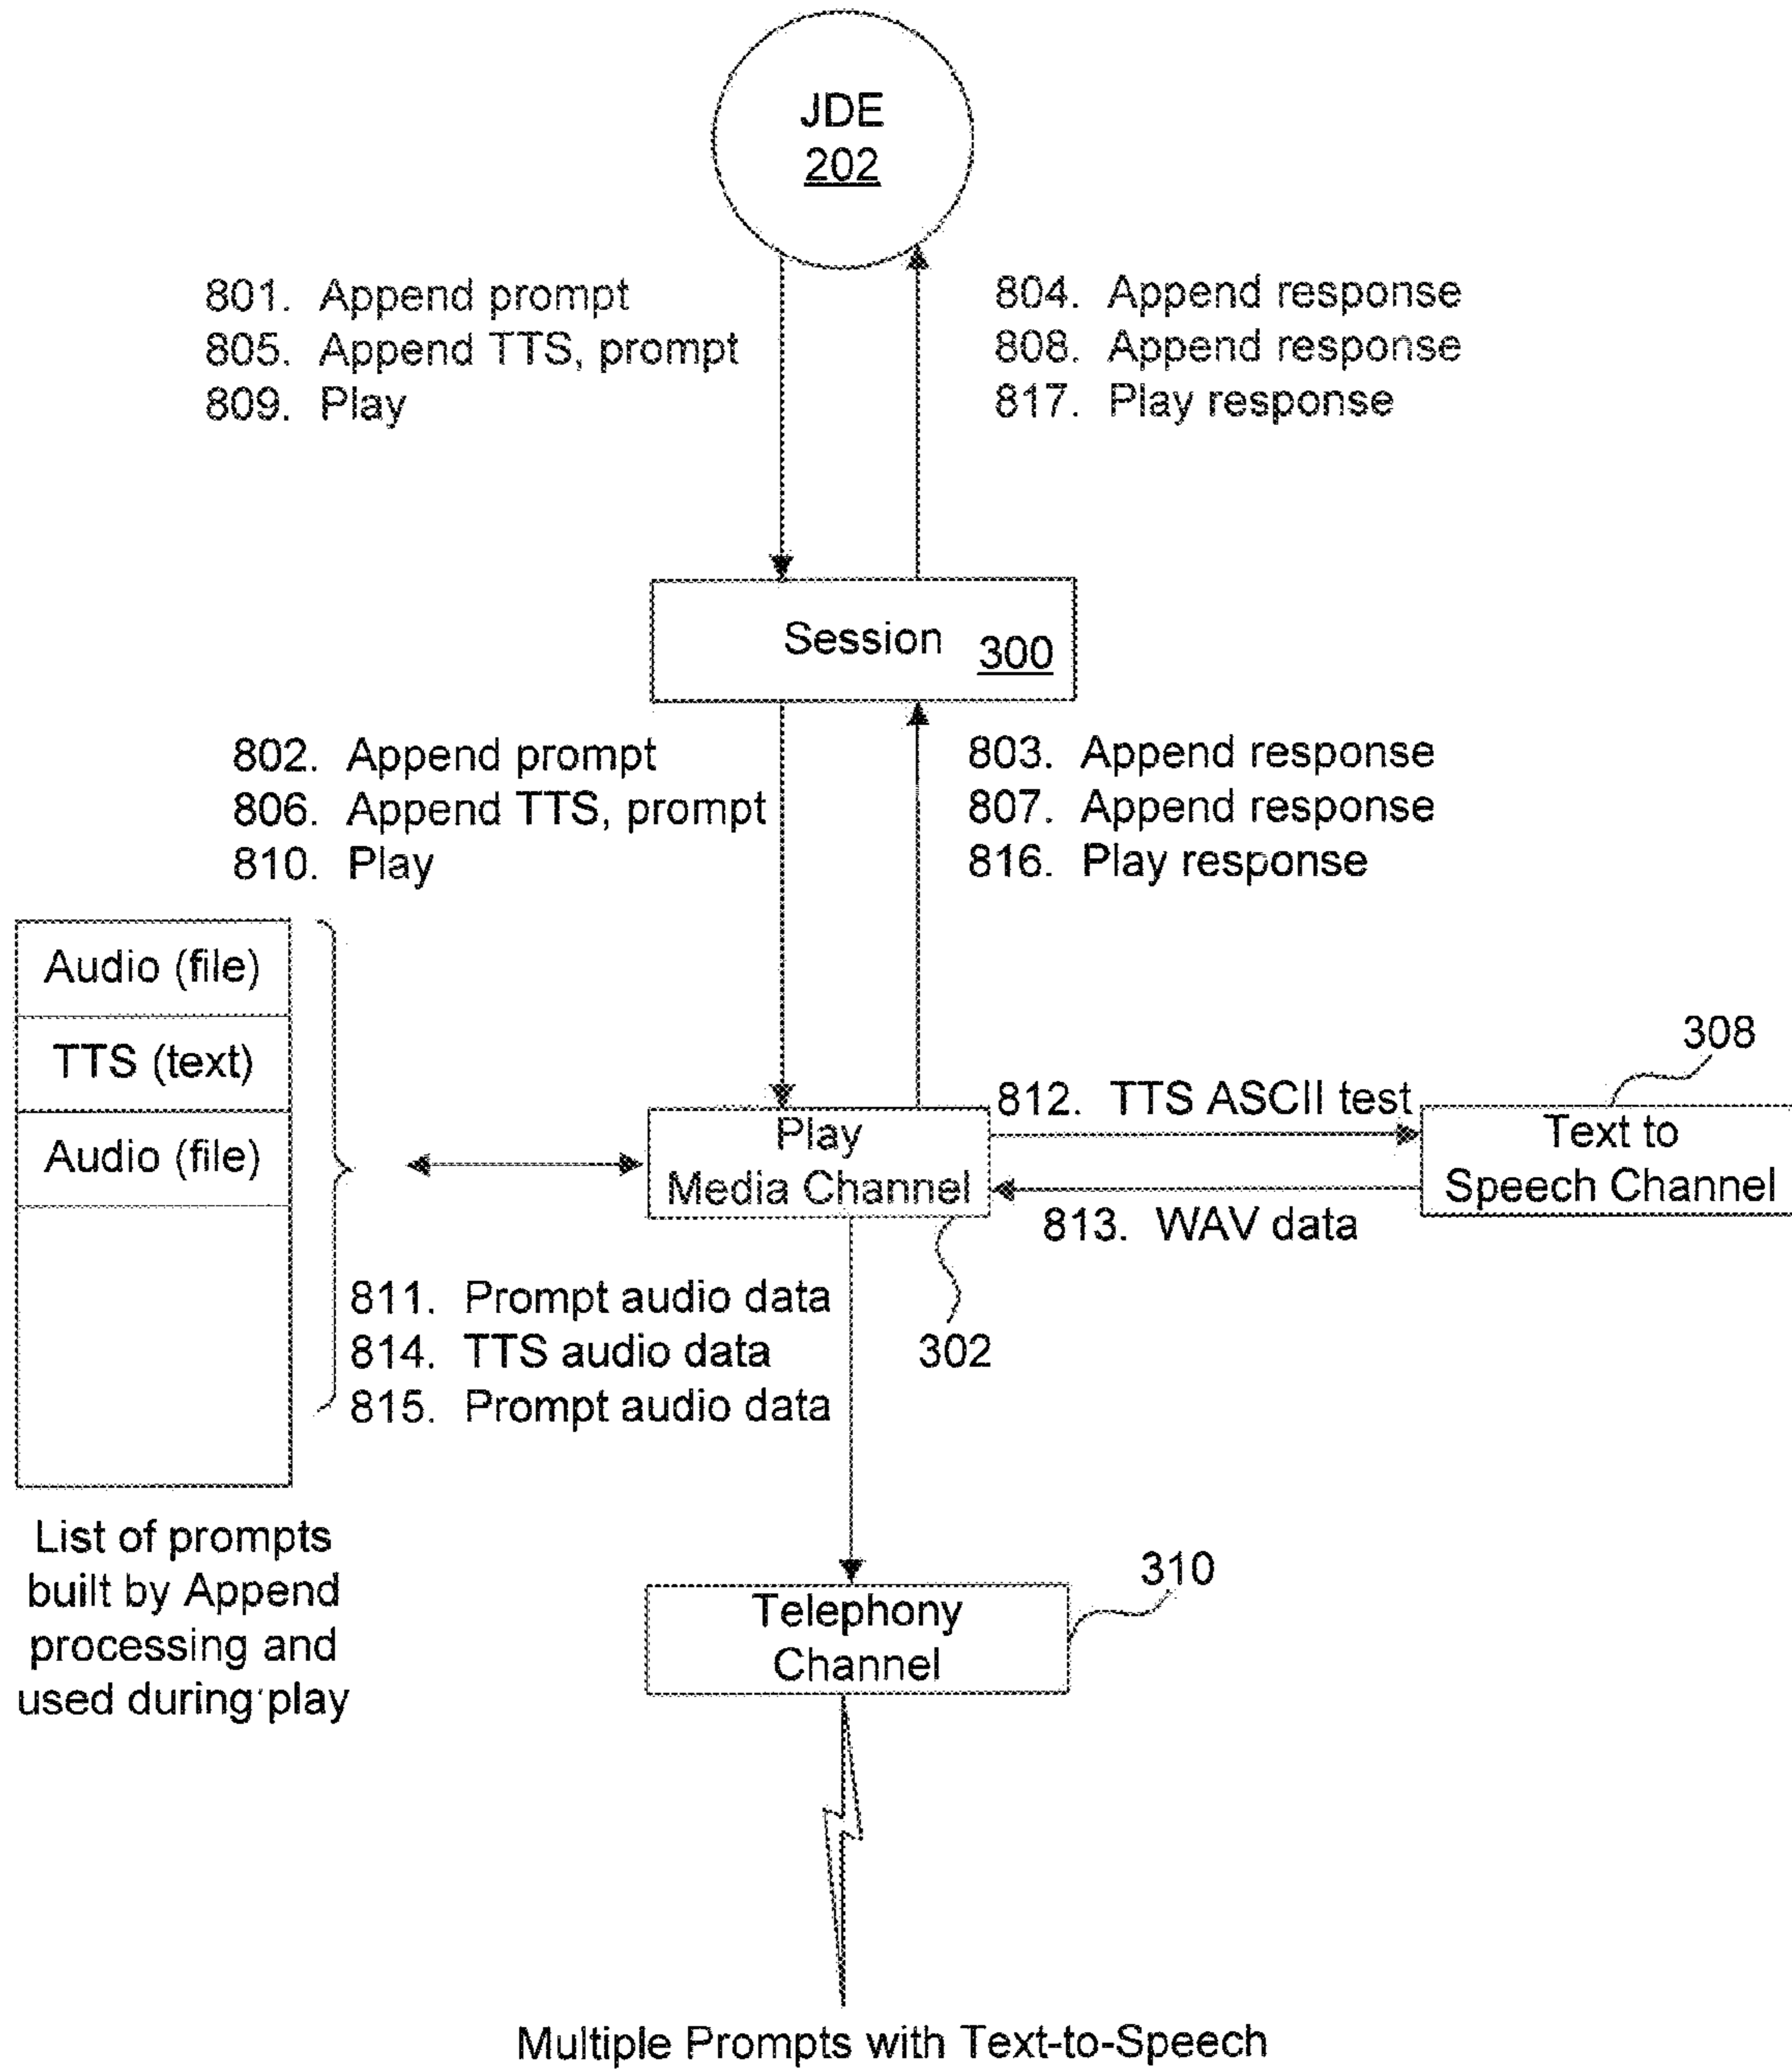 JDE
202
801. Append prompt
805. Append TTS, prompt
809. Play
804. Append response
808. Append response
817. Play response
Session 300
802. Append prompt
806. Append TTS, prompt
810. Play
803. Append response
807. Append response
816. Play response
Audio (file)
TTS (text)
Audio (file)
Play
Media Channel
302
812. TTS ASCII test
813. WAV data
308
Text to
Speech Channel
811. Prompt audio data
814. TTS audio data
815. Prompt audio data
List of prompts
built by Append
processing and
used during play
Telephony
Channel
310
Multiple Prompts with Text-to-Speech